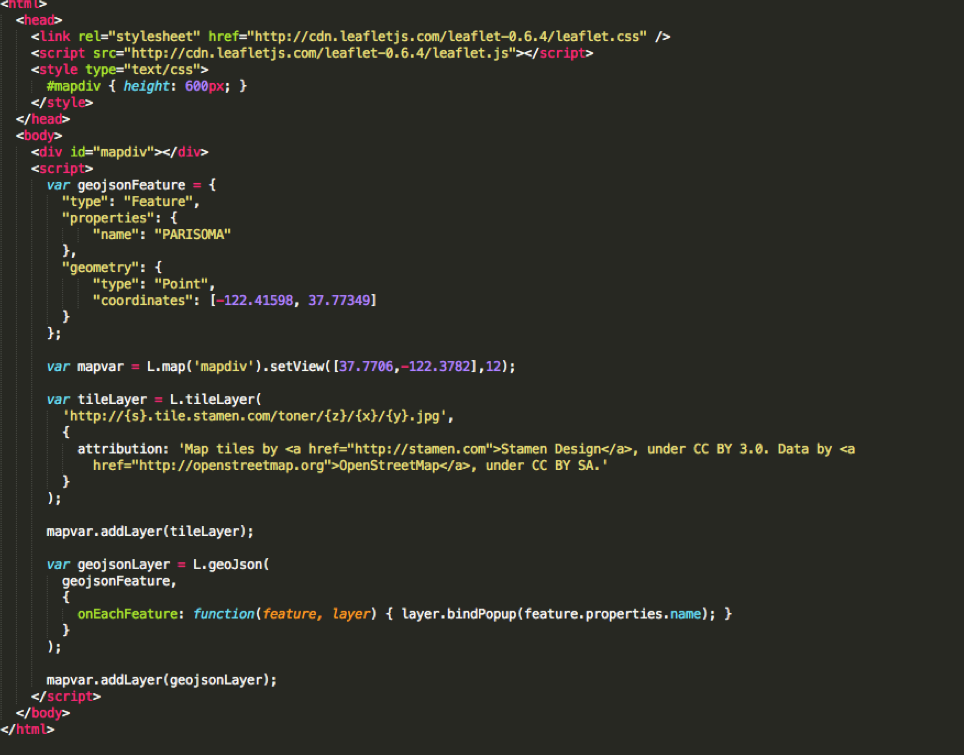 <html>
<head>
<link rel="stylesheet" href="http://cdn.leafletjs.com/leaflet-0.6.4/leaflet.css" />
<script src="http://cdn.leafletjs.com/leaflet-0.6.4/leaflet.js"></script>
<style type="text/css">
#mapdiv { height: 600px; }
</style>
</head>
<body>
<div id="mapdiv"></div>
<script>
var geojsonFeature = {
"type": "Feature",
"properties": {
"name": "PARISOMA"
},
"geometry": {
"type": "Point",
"coordinates": [-122.41598, 37.77349]
}
};
var mapvar = L.map('mapdiv').setView([37.7706,-122.3782],12);
var tileLayer = L.tileLayer(
'http://{s}.tile.stamen.com/toner/{z}/{x}/{y}.jpg',
{
attribution: 'Map tiles by <a href="http://stamen.com">Stamen Design</a>, under CC BY 3.0. Data by <a
href="http://openstreetmap.org">OpenStreetMap</a>, under CC BY SA.'
}
);
mapvar.addLayer(tileLayer);
var geojsonLayer = L.geoJson(
geojsonFeature,
{
onEachFeature: function(feature, layer) { layer.bindPopup(feature.properties.name); }
}
);
mapvar.addLayer(geojsonLayer);
</script>
</body>
</html>